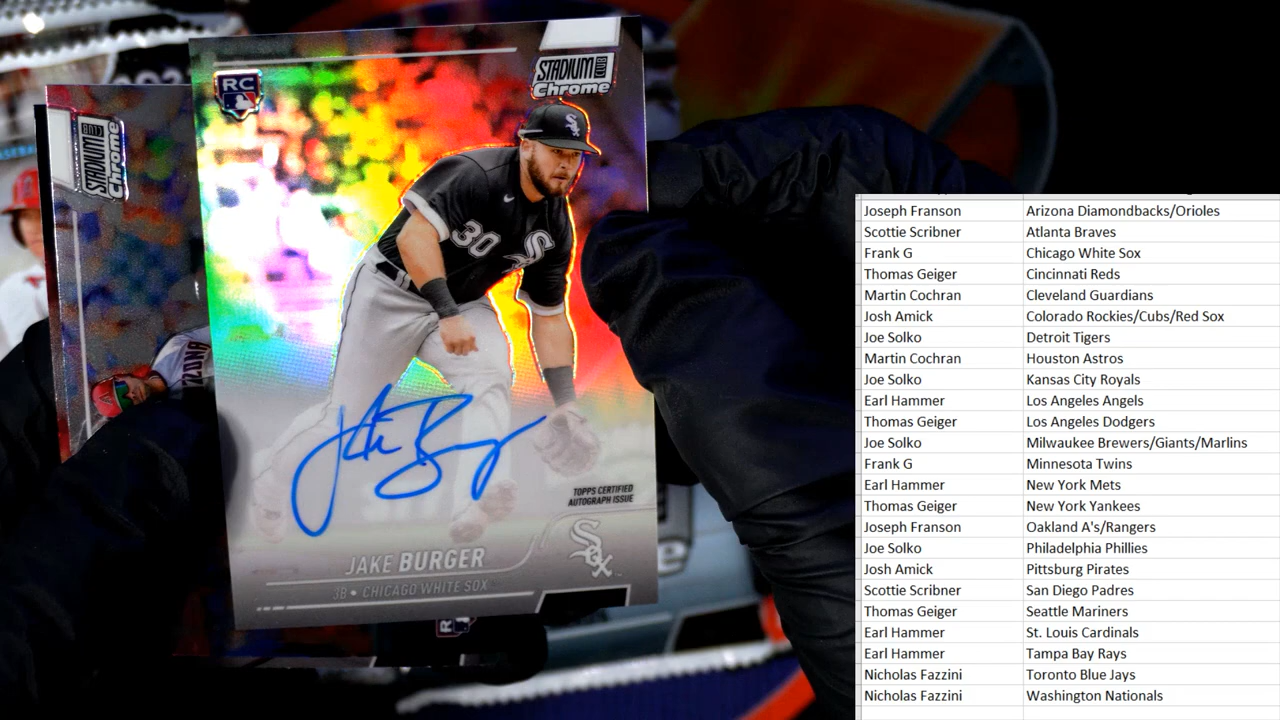 RC
STADIUM CLUB
Chrome
STADIUM CLUB
Chrome
30
Sox
TOPPS CERTIFIED
AUTOGRAPH ISSUE
Sox
JAKE BURGER
3B • CHICAGO WHITE SOX
Joseph Franson Arizona Diamondbacks/Orioles
Scottie Scribner Atlanta Braves
Frank G Chicago White Sox
Thomas Geiger Cincinnati Reds
Martin Cochran Cleveland Guardians
Josh Amick Colorado Rockies/Cubs/Red Sox
Joe Solko Detroit Tigers
Martin Cochran Houston Astros
Joe Solko Kansas City Royals
Earl Hammer Los Angeles Angels
Thomas Geiger Los Angeles Dodgers
Joe Solko Milwaukee Brewers/Giants/Marlins
Frank G Minnesota Twins
Earl Hammer New York Mets
Thomas Geiger New York Yankees
Joseph Franson Oakland A's/Rangers
Joe Solko Philadelphia Phillies
Josh Amick Pittsburg Pirates
Scottie Scribner San Diego Padres
Thomas Geiger Seattle Mariners
Earl Hammer St. Louis Cardinals
Earl Hammer Tampa Bay Rays
Nicholas Fazzini Toronto Blue Jays
Nicholas Fazzini Washington Nationals